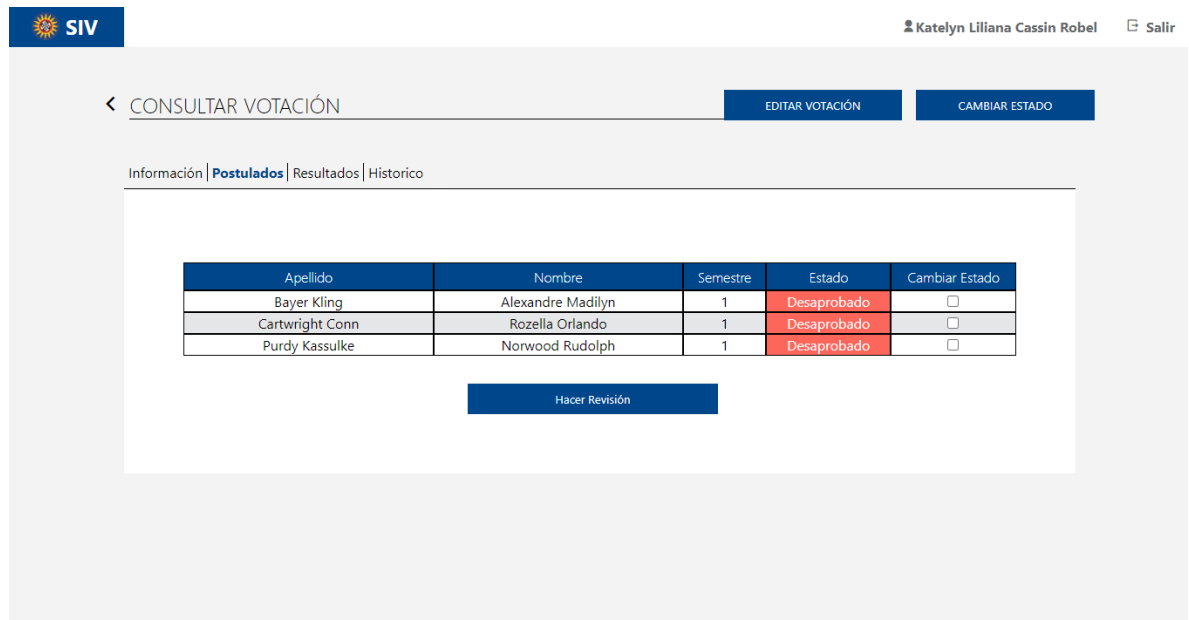 SIV
Katelyn Liliana Cassin Robel Salir
CONSULTAR VOTACIÓN EDITAR VOTACIÓN CAMBIAR ESTADO
Información Postulados Resultados Historico
Apellido Nombre Semestre Estado Cambiar Estado
Bayer Kling Alexandre Madilyn 1 Desaprobado
Cartwright Conn Rozella Orlando 1 Desaprobado
Purdy Kassulke Norwood Rudolph 1 Desaprobado
Hacer Revisión